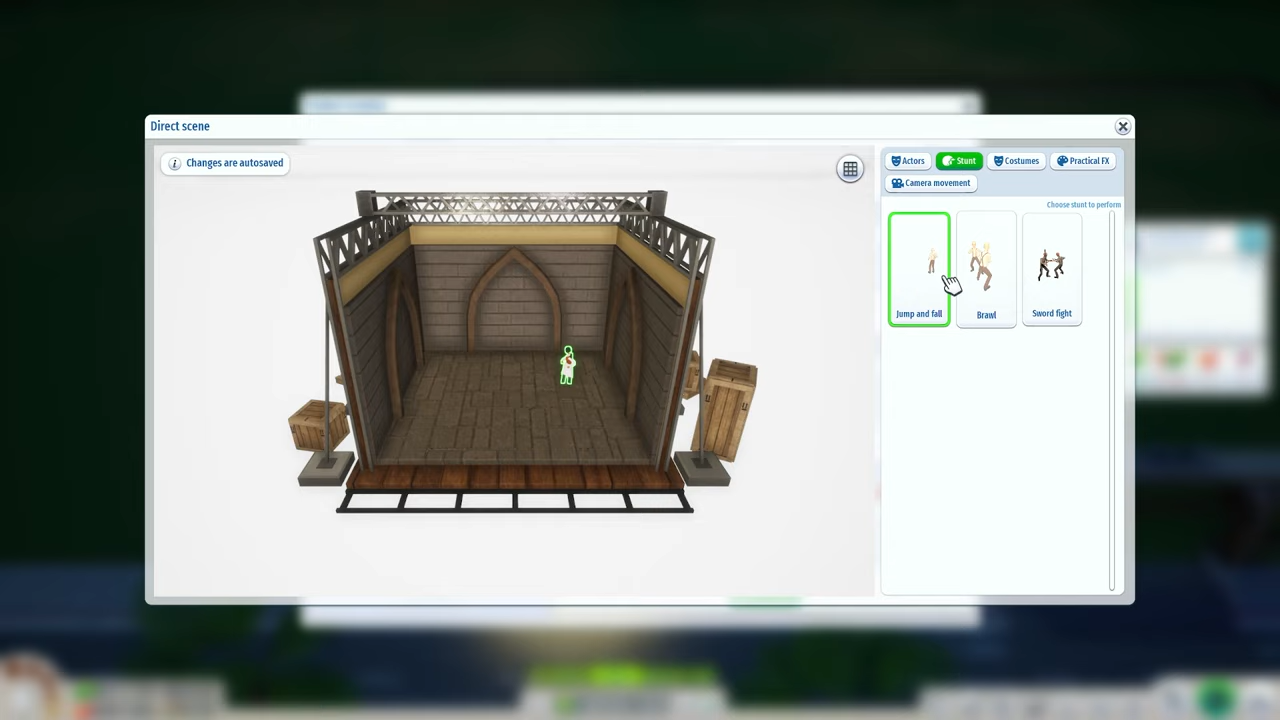 Direct scene
i Changes are autosaved
Actors Stunt Costumes Practical FX
Camera movement
Choose stunt to perform
Jump and fall Brawl Sword fight